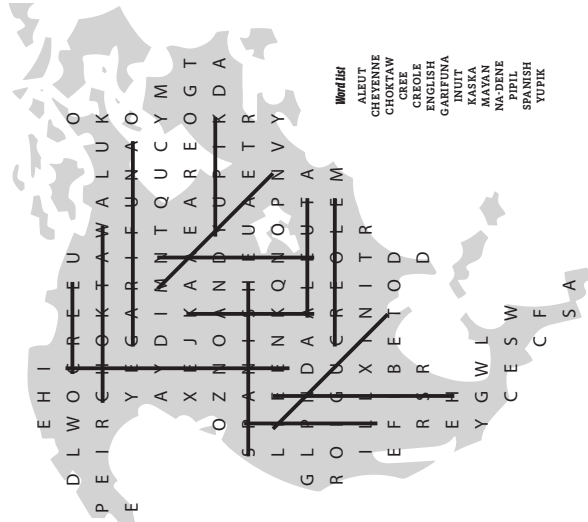 E H I
D L W O C R E E U O
P E I R C H O K T A W A L U K
E Y E G A R I F U N A O
A Y D I M N T Q U C Y M
X E J K A A E A R E O G T
O Z N O A N D Y U P I K D A
S P A N I S H E U A E T R
L I E E N K Q N O P N V Y
G L P N D A A L E U T A
R O I G U C R E O L E M
I L L X I N I T R
E F I B E T O D
R S R D
E H
Y G W L
C E S W
C F
S A
Word List
ALEUT
CHEYENNE
CHOKTAW
CREE
CREOLE
ENGLISH
GARIFUNA
INUIT
KASKA
MAYAN
NA-DENE
PIPIL
SPANISH
YUPIK